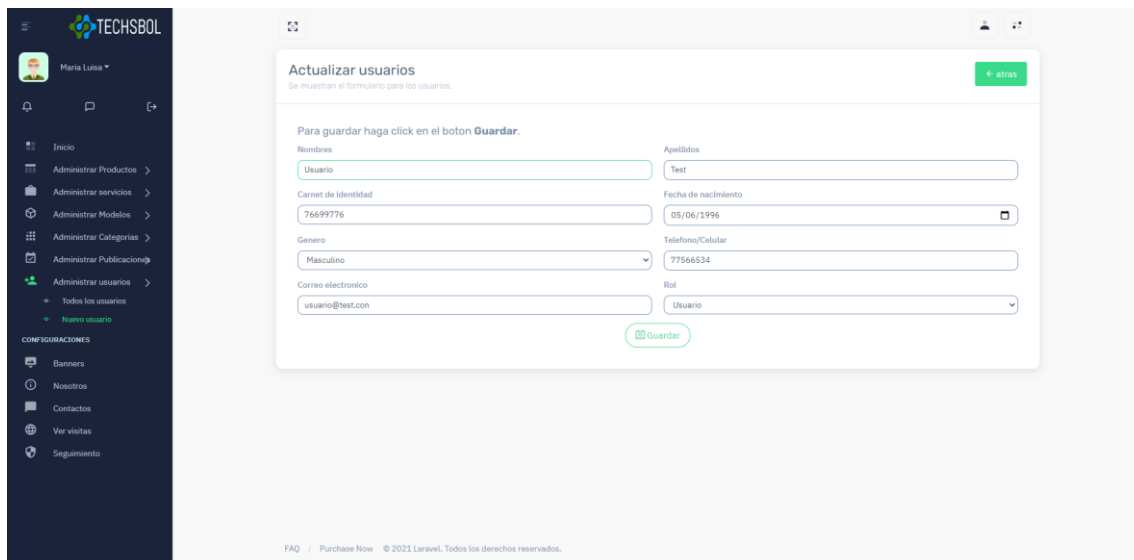 TECHSBOL
Maria Luisa
Inicio
Administrar Productos
Administrar servicios
Administrar Modelos
Administrar Categorias
Administrar Publicaciones
Administrar usuarios
Todos los usuarios
Nuevo usuario
CONFIGURACIONES
Banners
Nosotros
Contactos
Ver visitas
Seguimiento
Actualizar usuarios
← atras
Se muestran el formulario para los usuarios.
Para guardar haga click en el boton Guardar.
Nombres
Usuario
Apellidos
Test
Carnet de identidad
76699776
Fecha de nacimiento
05/06/1996
Genero
Masculino
Telefono/Celular
77566534
Correo electronico
usuario@test.con
Rol
Usuario
Guardar
FAQ / Purchase Now © 2021 Laravel. Todos los derechos reservados.